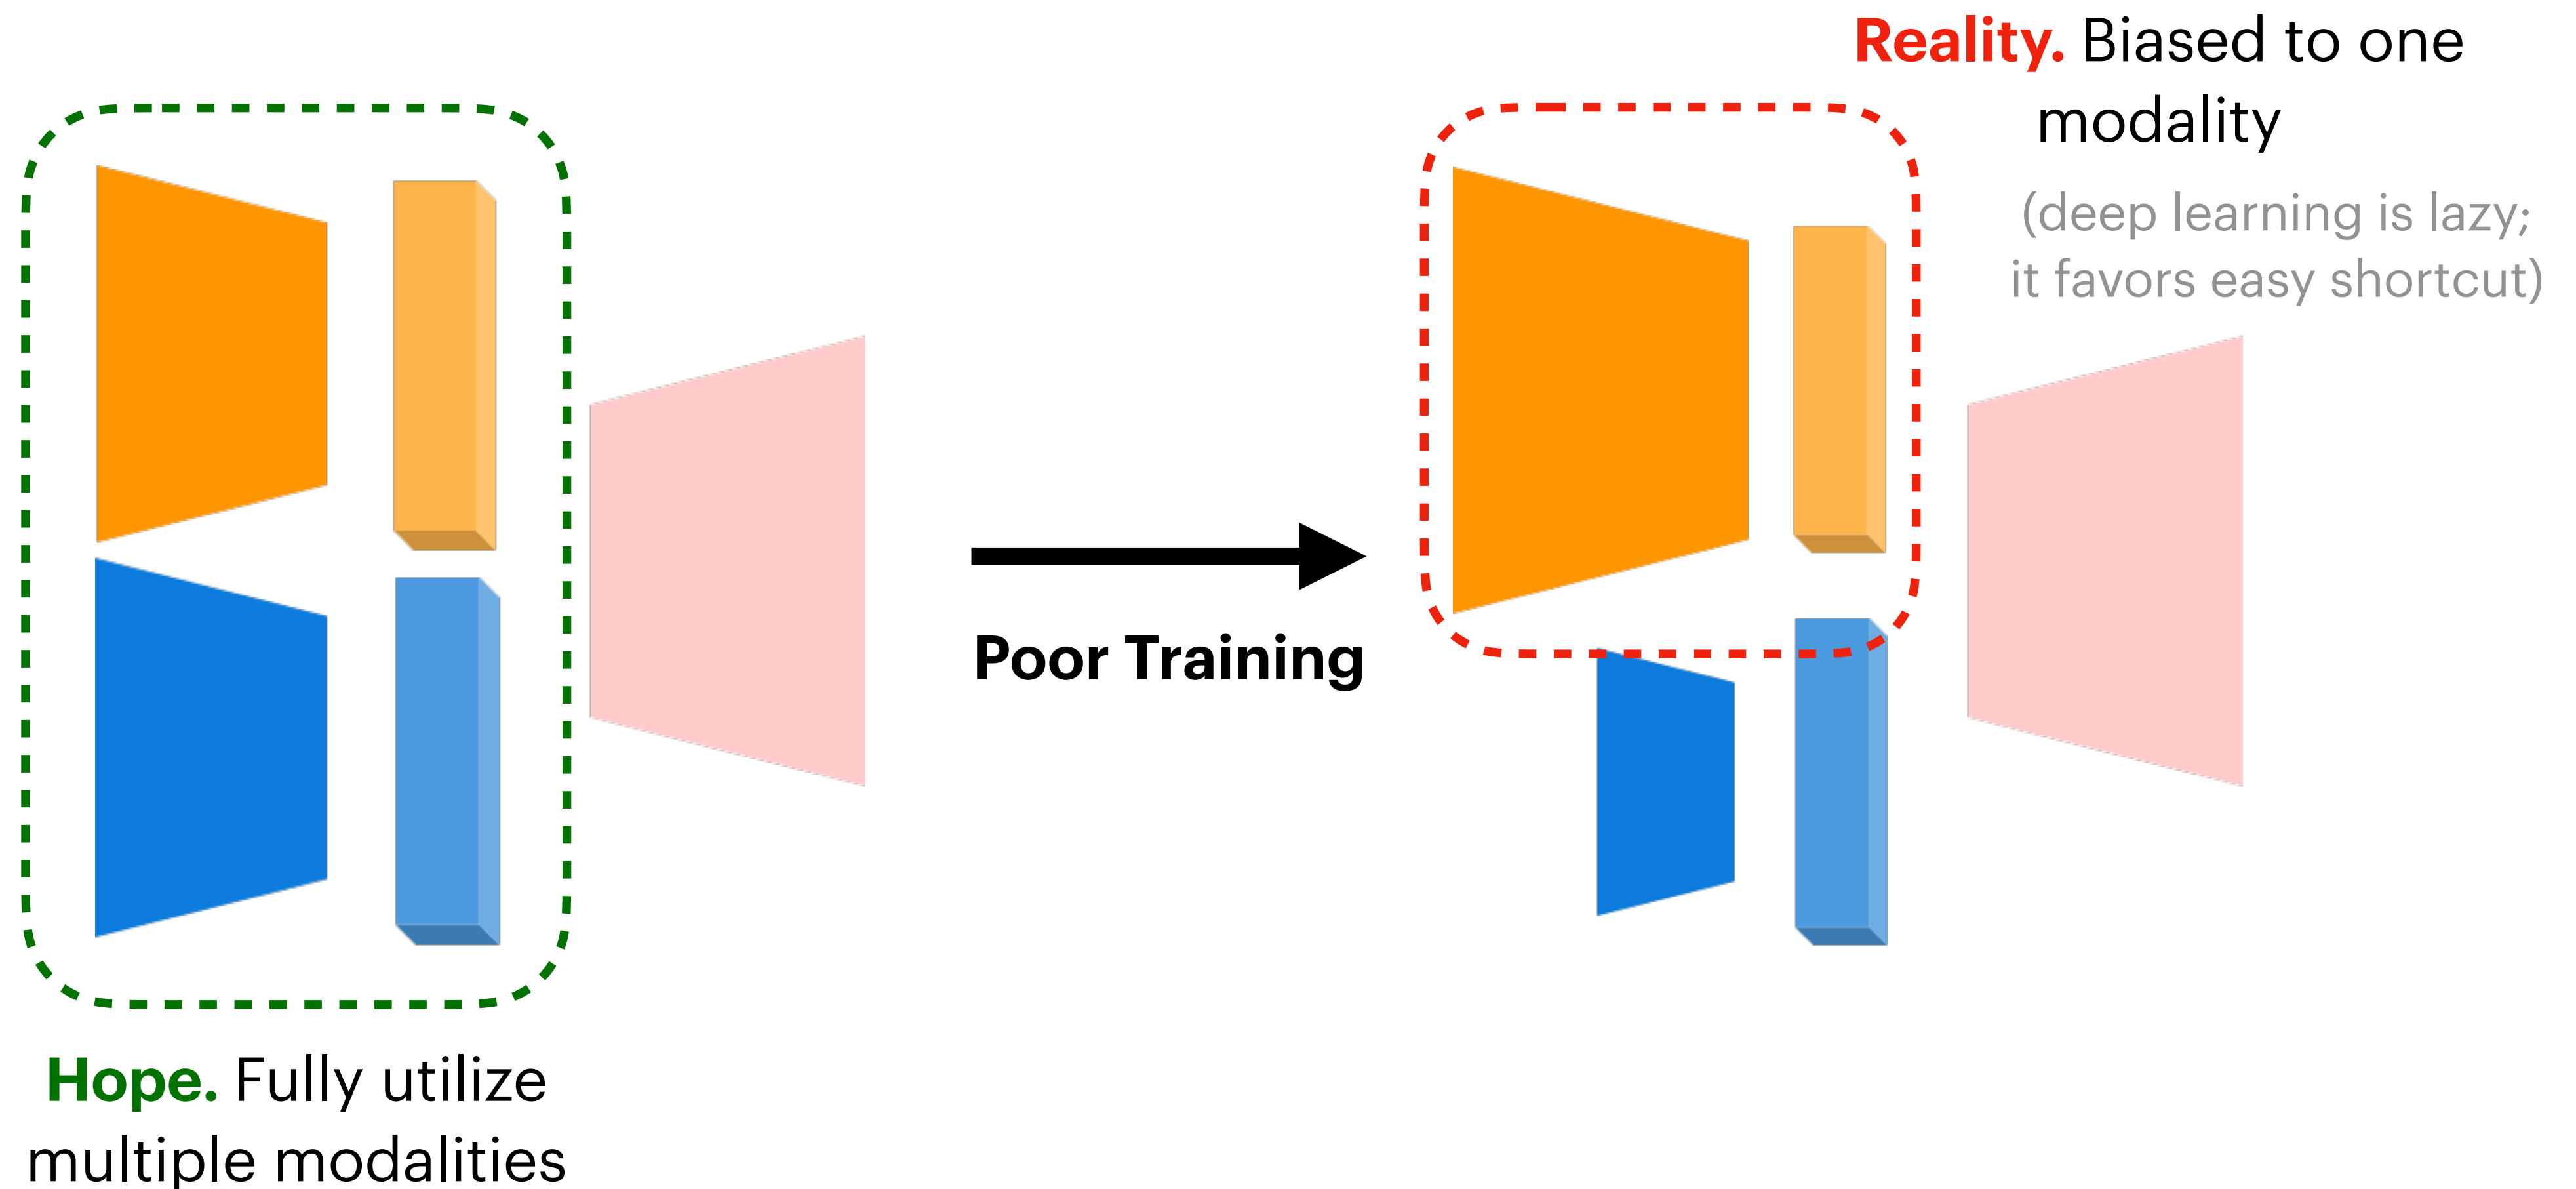 Reality. Biased to one
modality
(deep learning is lazy;
it favors easy shortcut)
Poor Training
Hope. Fully utilize
multiple modalities